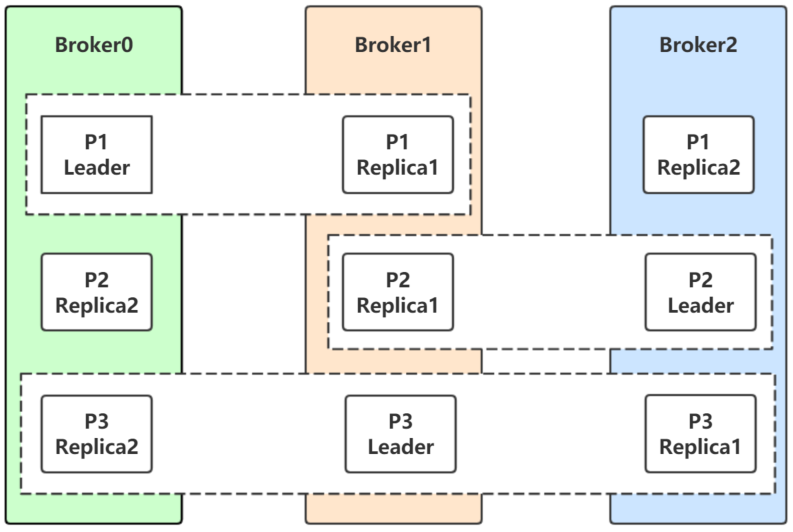 Broker0
Broker1
Broker2
P1
Leader
P1
Replica1
P1
Replica2
P2
Replica2
P2
Replica1
P2
Leader
P3
Replica2
P3
Leader
P3
Replica1